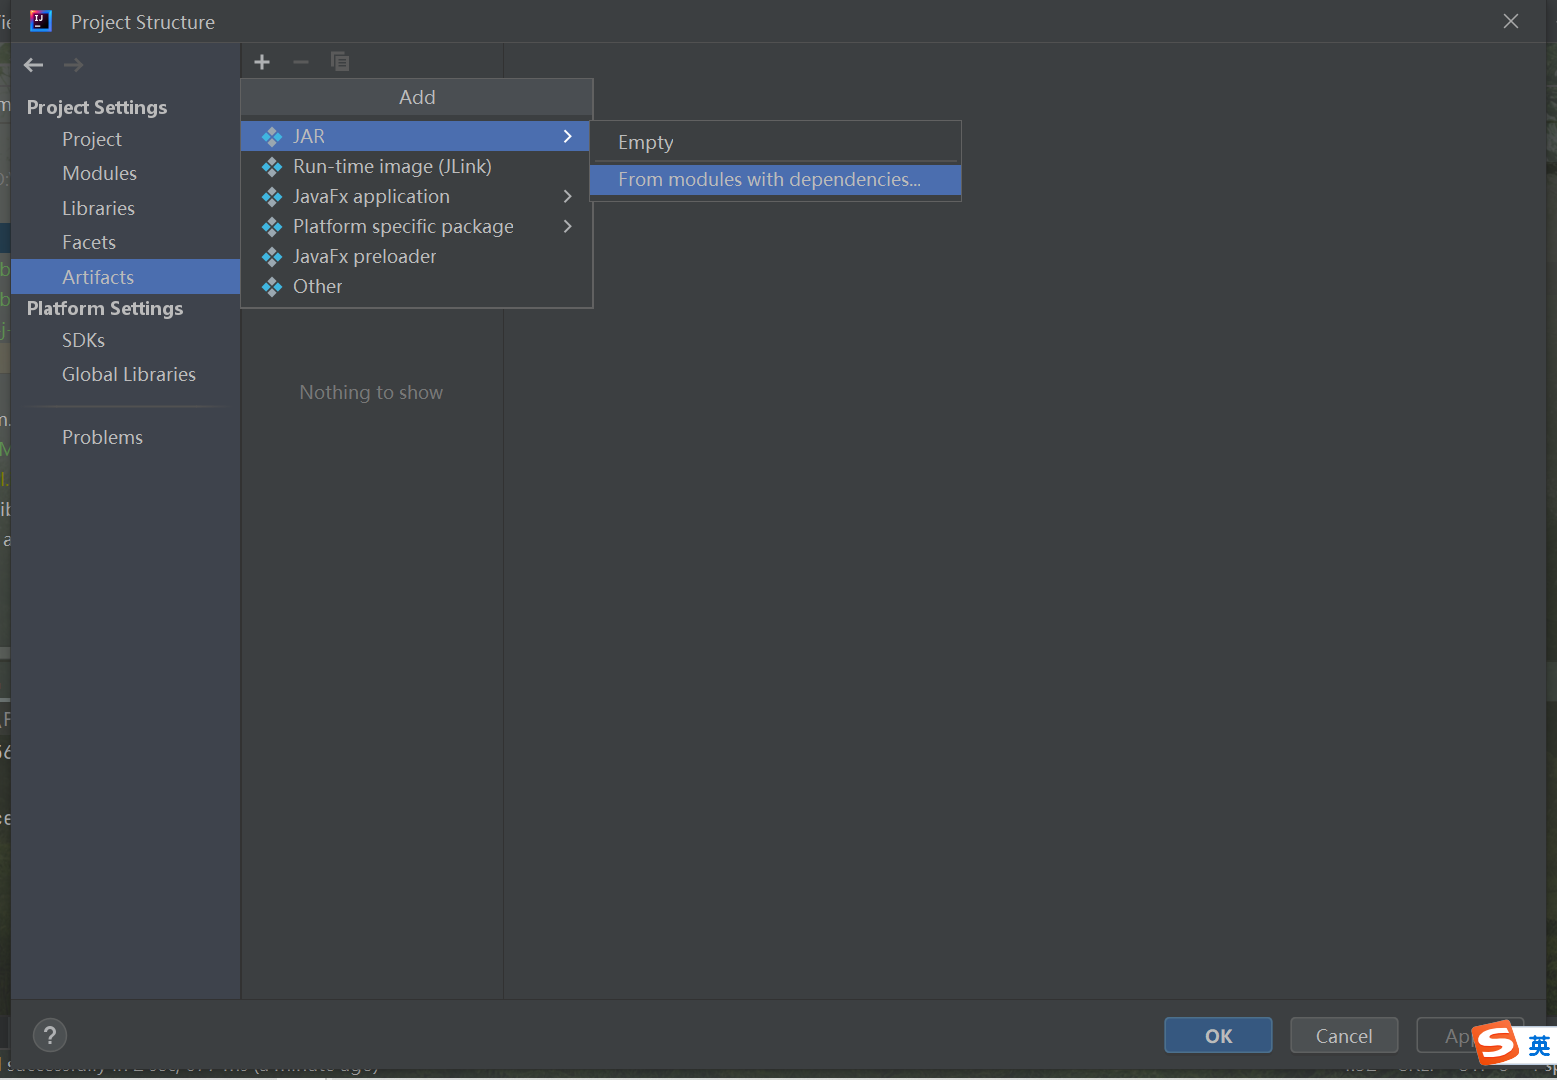 Project Structure
Project Settings
Project
Modules
Libraries
Facets
Artifacts
Platform Settings
SDKs
Global Libraries
Problems
Add
JAR
Run-time image (JLink)
JavaFx application
Platform specific package
JavaFx preloader
Other
Empty
From modules with dependencies...
Nothing to show
?
OK
Cancel
英